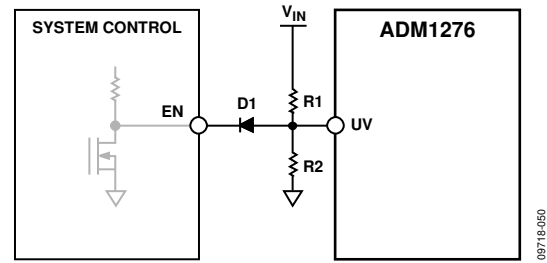 SYSTEM CONTROL
VIN
ADM1276
EN
D1
R1
UV
R2
09718-050